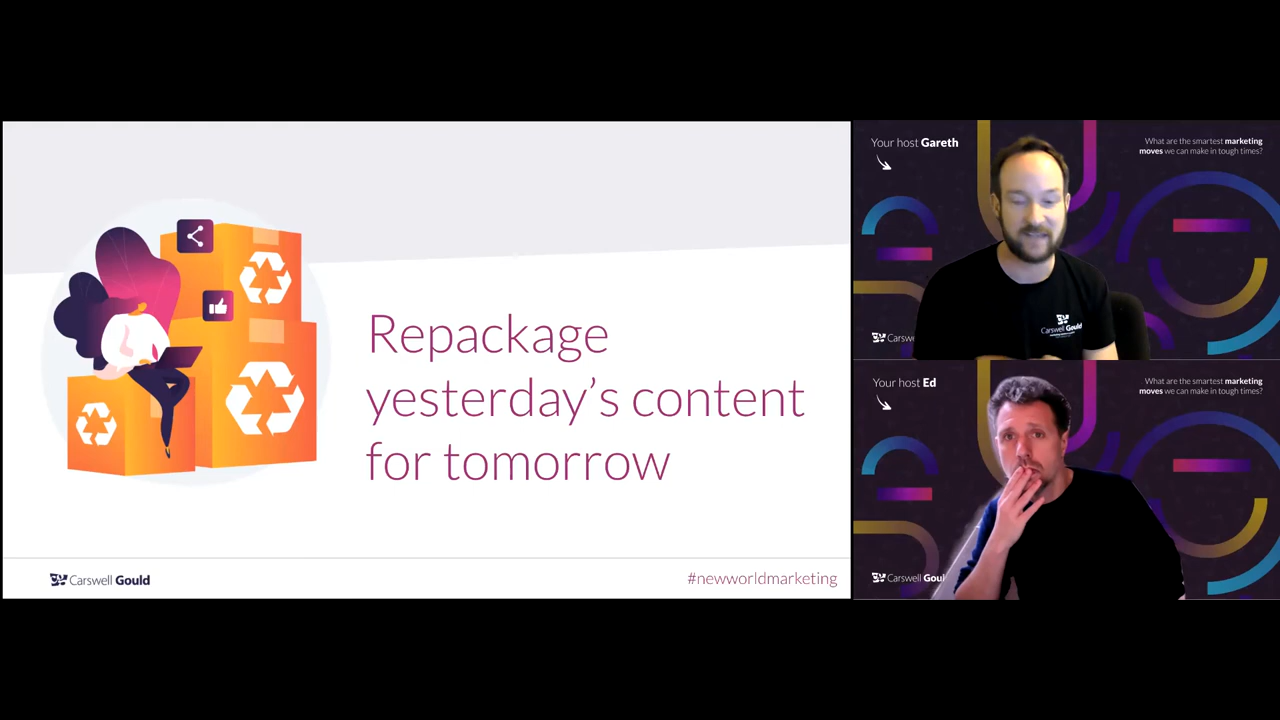 Repackage
yesterday's content
for tomorrow
Carswell Gould
#newworldmarketing
Your host Gareth
What are the smartest marketing
moves we can make in tough times?
Carswell Gould
Carsw
Your host Ed
What are the smartest marketing
moves we can make in tough times?
Carswell Goul